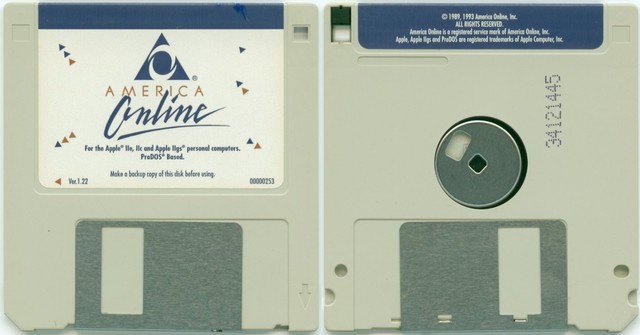 AMERICA
Online
®
For the Apple® IIe, IIc and Apple IIgs® personal computers.
ProDOS® Based.
Make a backup copy of this disk before using.
Ver.1.22
00000253
© 1989, 1993 America Online, Inc.
ALL RIGHTS RESERVED.
America Online is a registered service mark of America Online, Inc.
Apple, Apple IIgs and ProDOS are registered trademarks of Apple Computer, Inc.
34121445